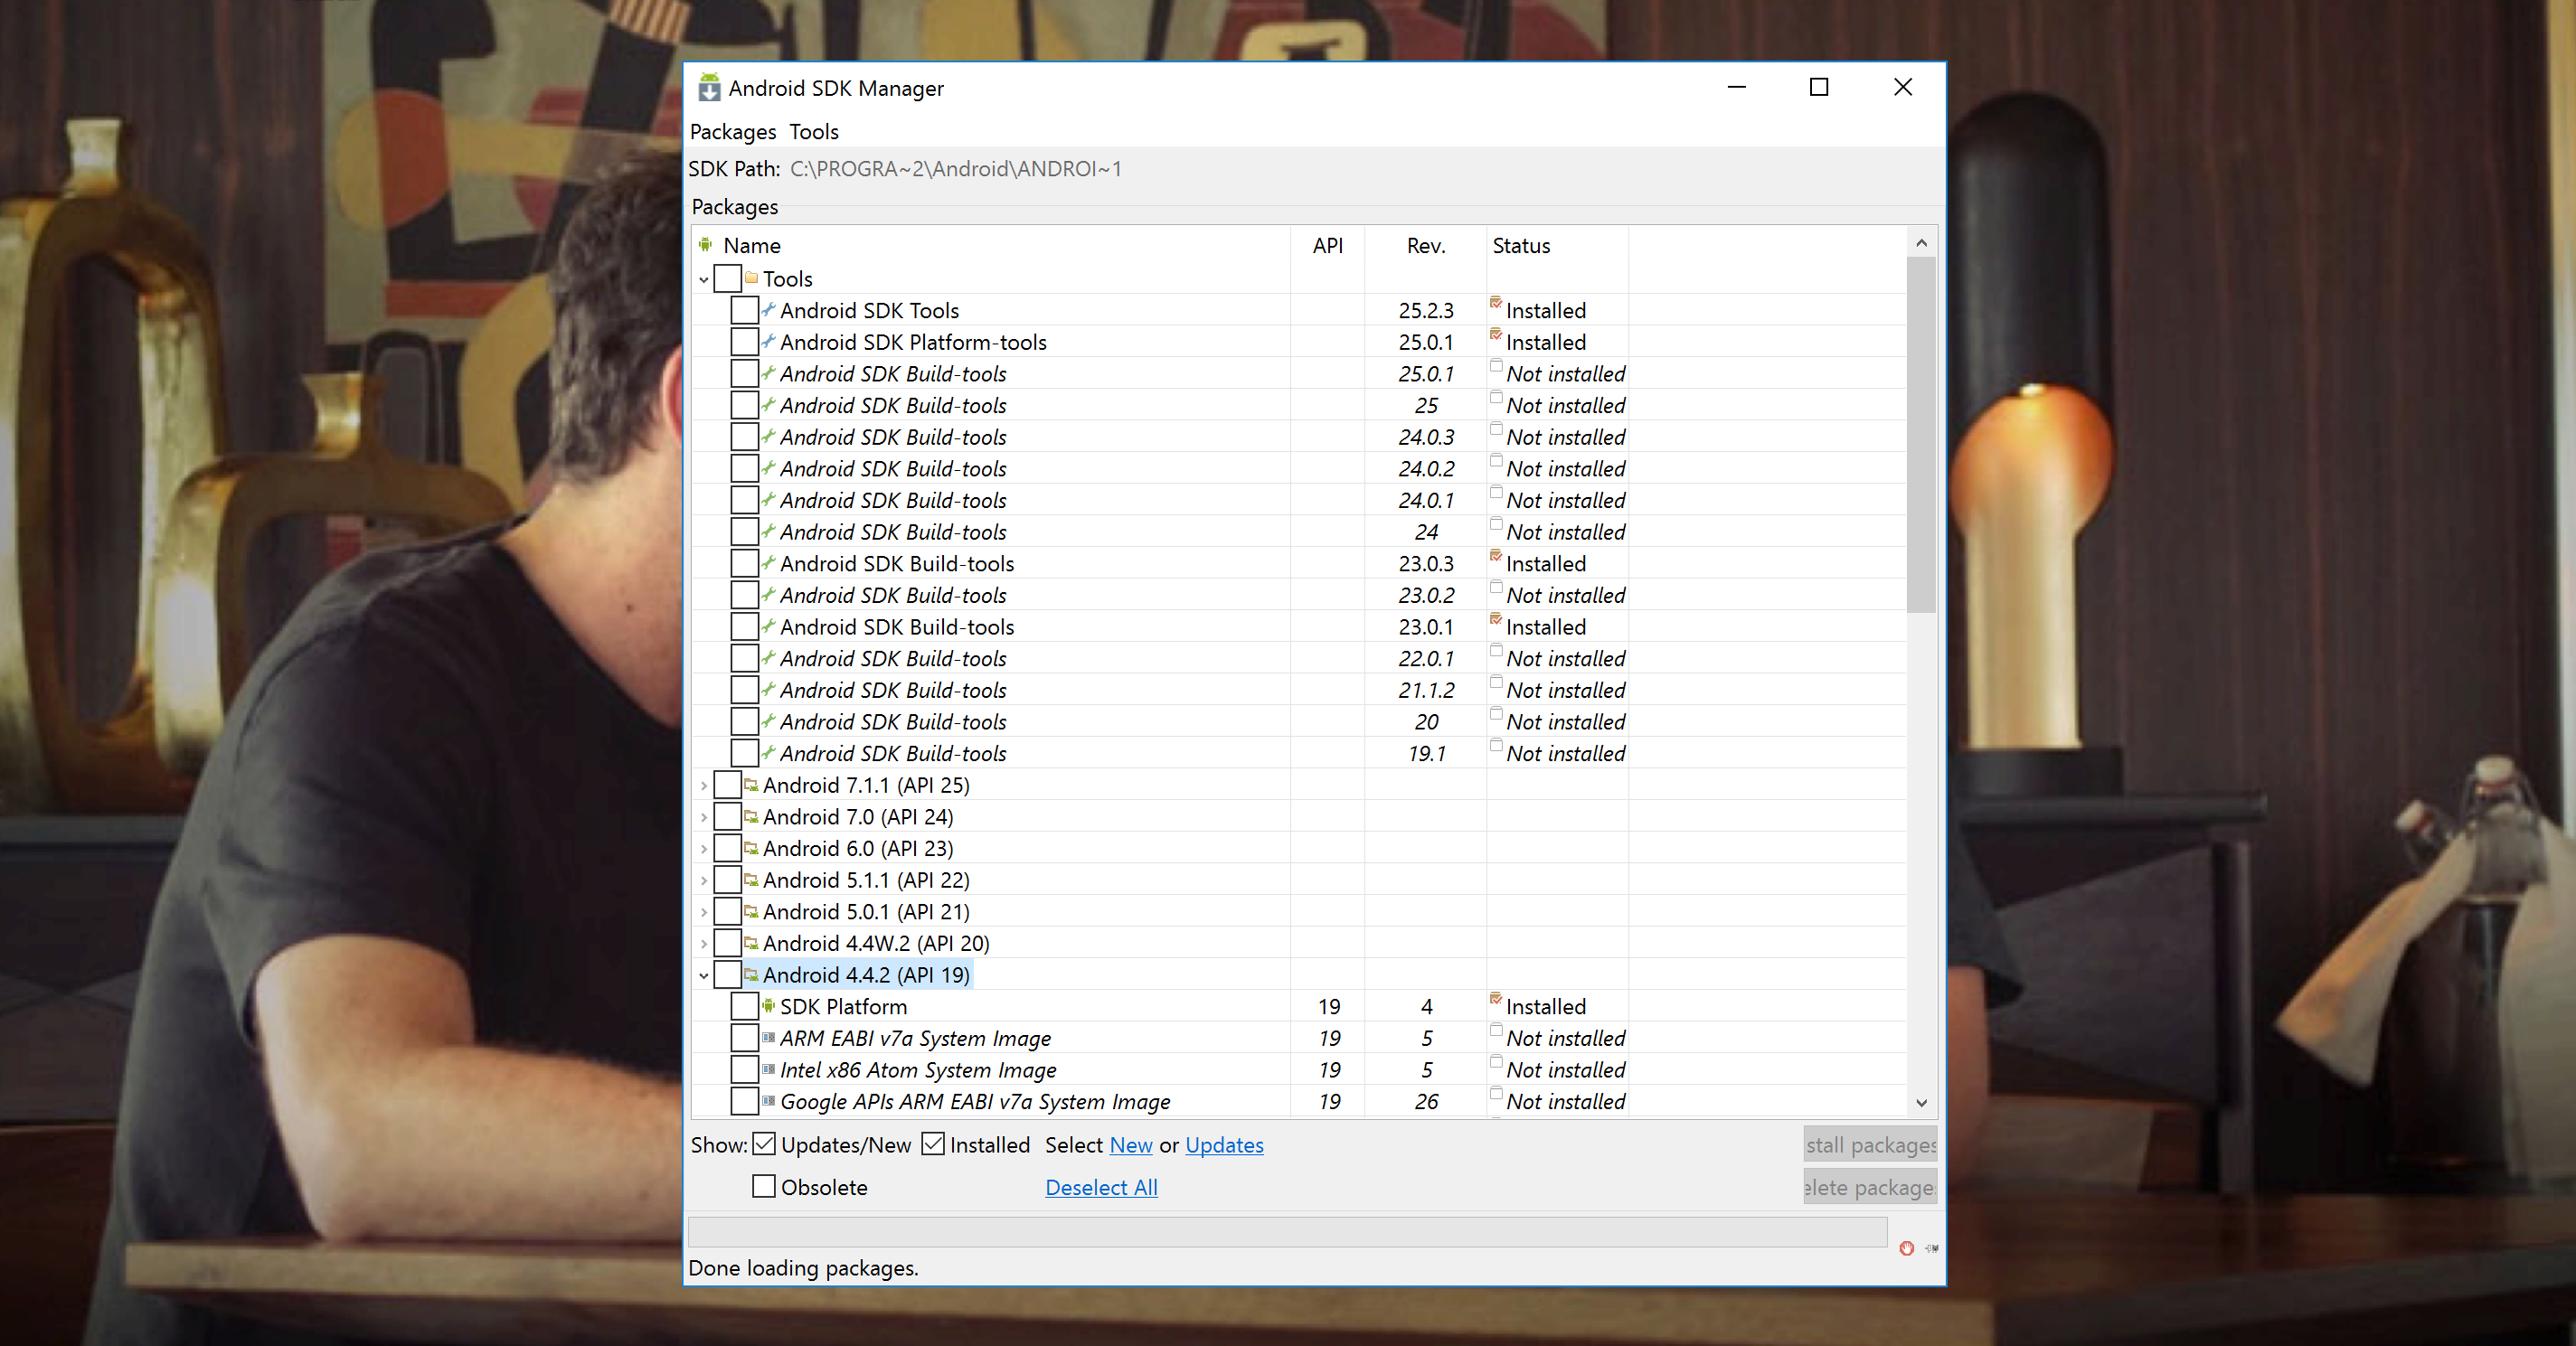 Android SDK Manager
Packages Tools
SDK Path: C:\PROGRA~2\Android\ANDROI~1
Packages
Name API Rev. Status
Tools
Android SDK Tools 25.2.3 Installed
Android SDK Platform-tools 25.0.1 Installed
Android SDK Build-tools 25.0.1 Not installed
Android SDK Build-tools 25 Not installed
Android SDK Build-tools 24.0.3 Not installed
Android SDK Build-tools 24.0.2 Not installed
Android SDK Build-tools 24.0.1 Not installed
Android SDK Build-tools 24 Not installed
Android SDK Build-tools 23.0.3 Installed
Android SDK Build-tools 23.0.2 Not installed
Android SDK Build-tools 23.0.1 Installed
Android SDK Build-tools 22.0.1 Not installed
Android SDK Build-tools 21.1.2 Not installed
Android SDK Build-tools 20 Not installed
Android SDK Build-tools 19.1 Not installed
Android 7.1.1 (API 25)
Android 7.0 (API 24)
Android 6.0 (API 23)
Android 5.1.1 (API 22)
Android 5.0.1 (API 21)
Android 4.4W.2 (API 20)
Android 4.4.2 (API 19)
SDK Platform 19 4 Installed
ARM EABI v7a System Image 19 5 Not installed
Intel x86 Atom System Image 19 5 Not installed
Google APIs ARM EABI v7a System Image 19 26 Not installed
Show: Updates/New Installed Select New or Updates stall packages
Obsolete Deselect All elete package
Done loading packages.